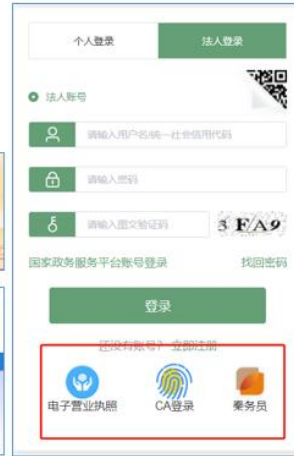 个人登录
法人登录
法人账号
请输入用户名/统一社会信用代码
请输入密码
请输入图文验证码
3 F A 9
国家政务服务平台账号登录
找回密码
登录
还没有账号? 立即注册
电子营业执照
CA登录
秦务员